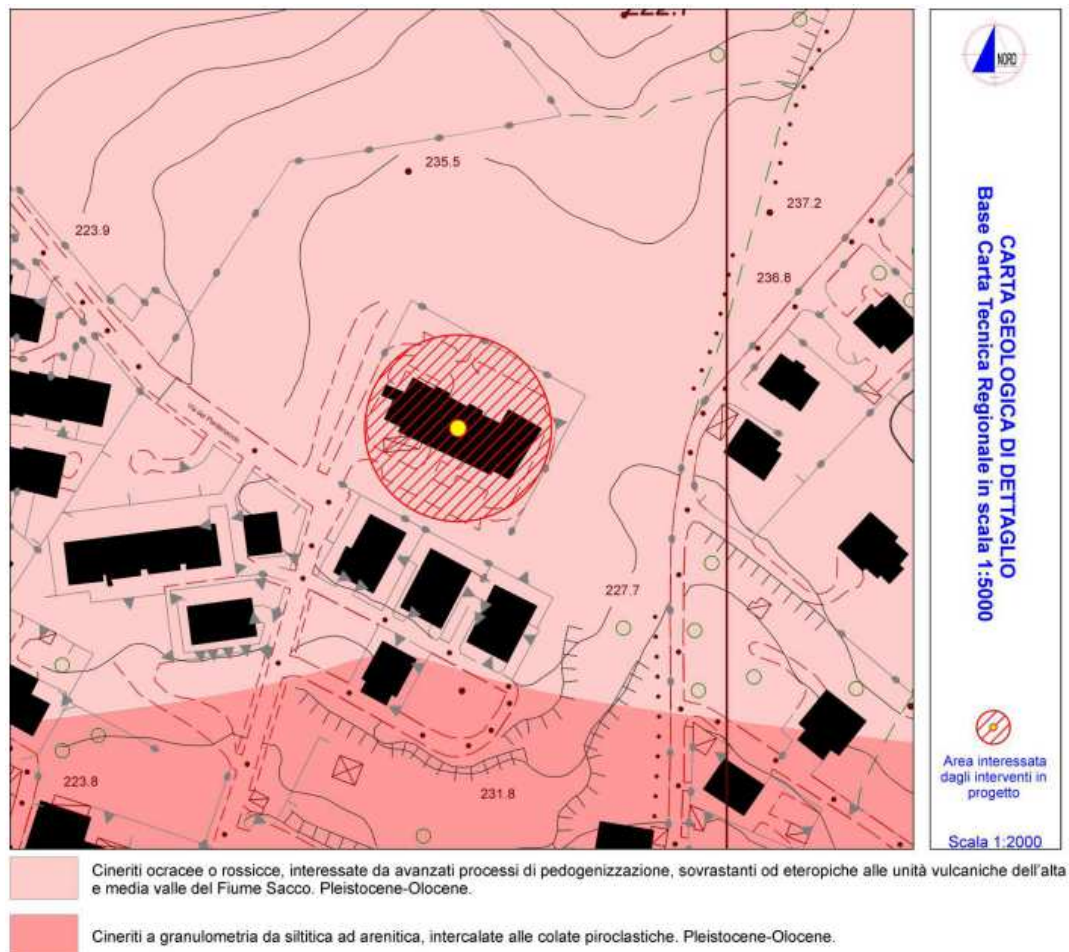 222.1
235.5
237.2
223.9
236.8
227.7
223.8
231.8
NORD
CARTA GEOLOGICA DI DETTAGLIO
Base Carta Tecnica Regionale in scala 1:5000
Area interessata
dagli interventi in
progetto
Scala 1:2000
Cineriti ocracee o rossicce, interessate da avanzati processi di pedogenizzazione, sovrastanti od eteropiche alle unità vulcaniche dell'alta
e media valle del Fiume Sacco. Pleistocene-Olocene.
Cineriti a granulometria da siltitica ad arenitica, intercalate alle colate piroclastiche. Pleistocene-Olocene.